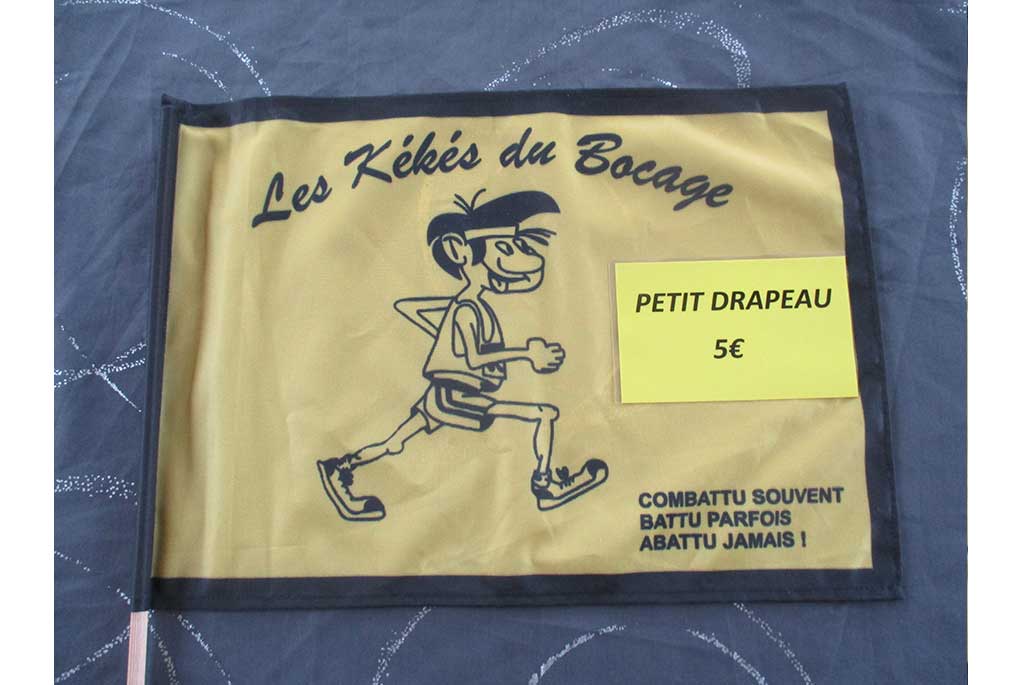 Les Kékés du Bocage
PETIT DRAPEAU
5€
COMBATTU SOUVENT
BATTU PARFOIS
ABATTU JAMAIS !